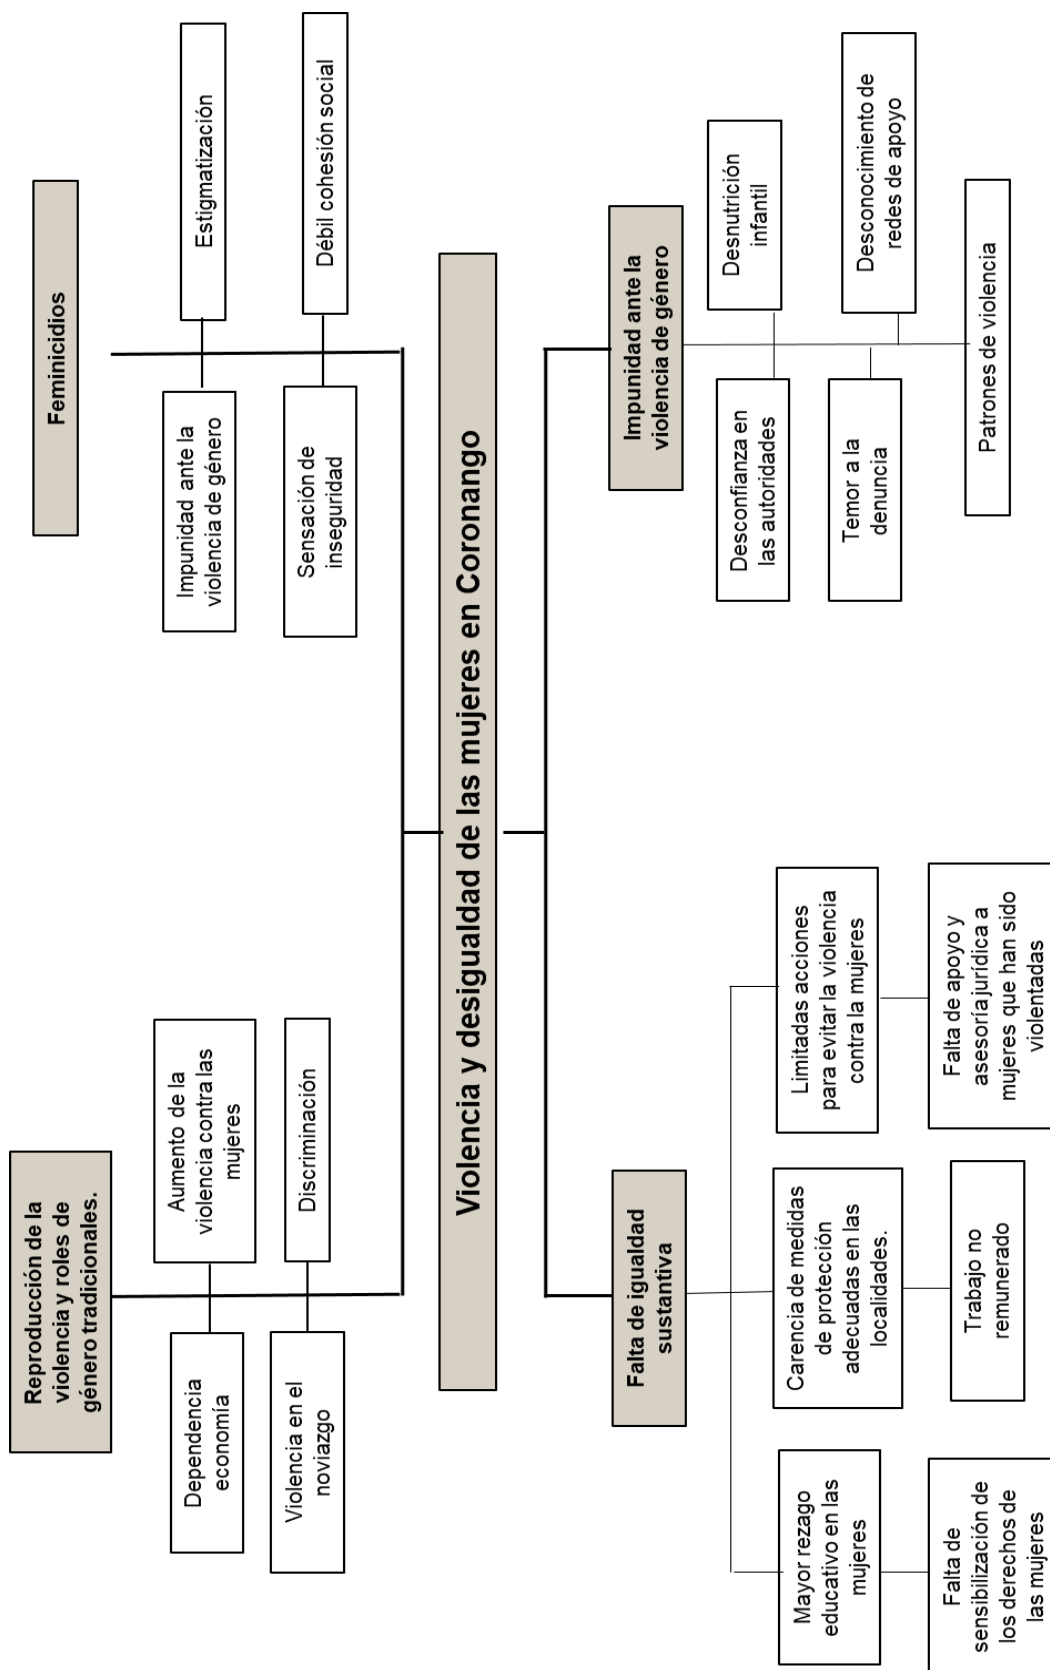 Reproducción de la
violencia y roles de
género tradicionales.
Feminicidios
Dependencia
economía
Aumento de la
violencia contra las
mujeres
Impunidad ante la
violencia de género
Estigmatización
Violencia en el
noviazgo
Discriminación
Sensación de
inseguridad
Débil cohesión social
Violencia y desigualdad de las mujeres en Coronango
Falta de igualdad
sustantiva
Impunidad ante la
violencia de género
Mayor rezago
educativo en las
mujeres
Carencia de medidas
de protección
adecuadas en las
localidades.
Limitadas acciones
para evitar la violencia
contra la mujeres
Desconfianza en
las autoridades
Desnutrición
infantil
Falta de
sensibilización de
los derechos de
las mujeres
Trabajo no
remunerado
Falta de apoyo y
asesoría jurídica a
mujeres que han sido
violentadas
Temor a la
denuncia
Desconocimiento de
redes de apoyo
Patrones de violencia